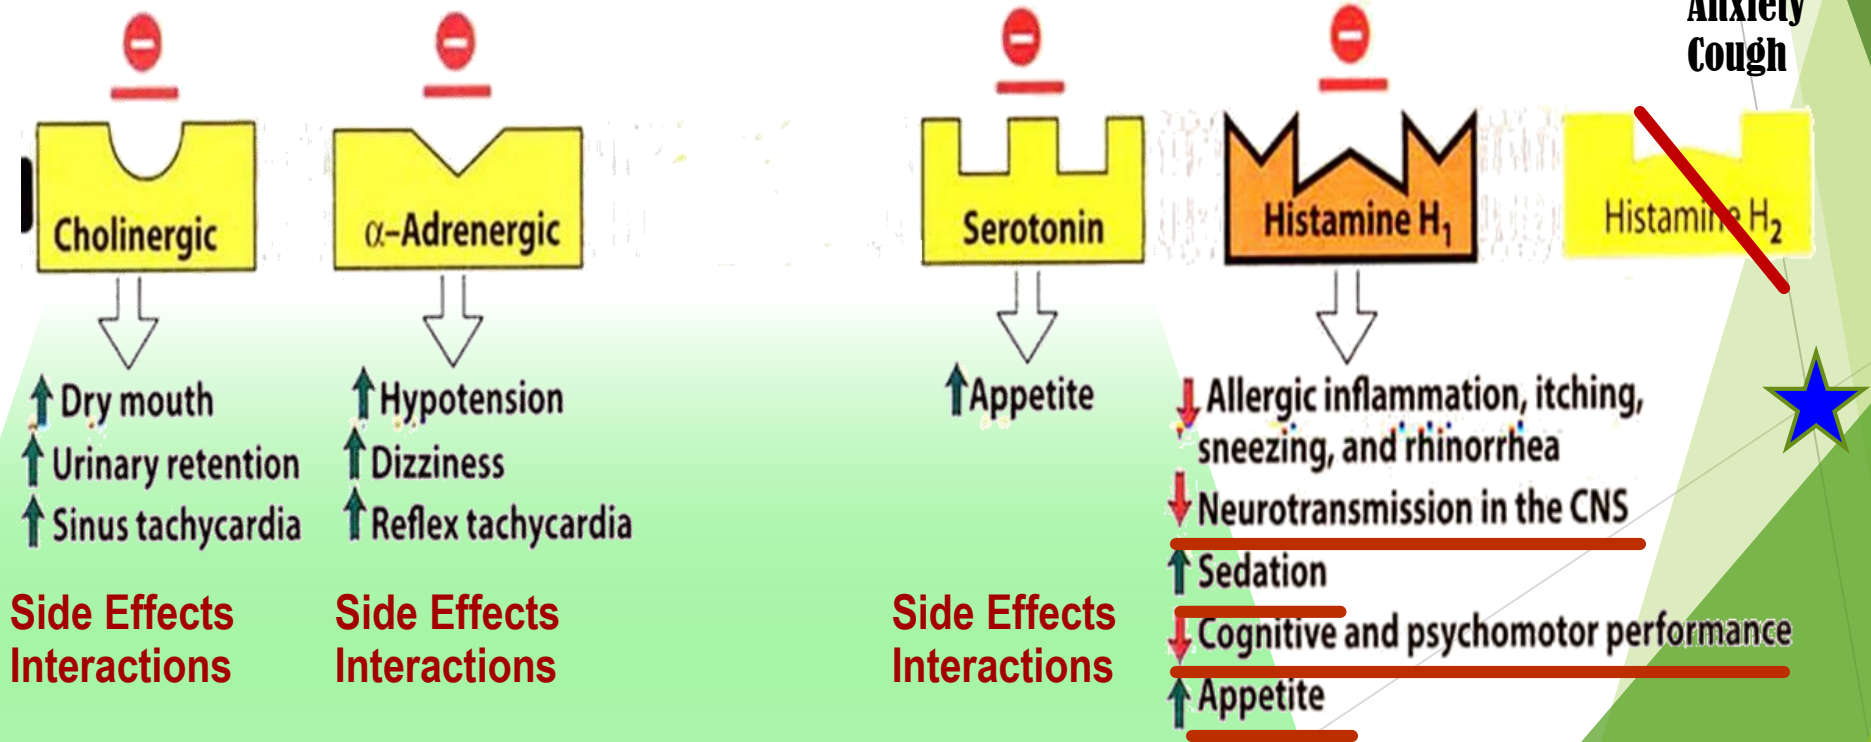 Anxiety
Cough
Cholinergic
α–Adrenergic
Serotonin
Histamine H₁
Histamine H₂
Dry mouth
Urinary retention
Sinus tachycardia
Side Effects
Interactions
Hypotension
Dizziness
Reflex tachycardia
Side Effects
Interactions
Appetite
Side Effects
Interactions
Allergic inflammation, itching,
sneezing, and rhinorrhea
Neurotransmission in the CNS
Sedation
Cognitive and psychomotor performance
Appetite